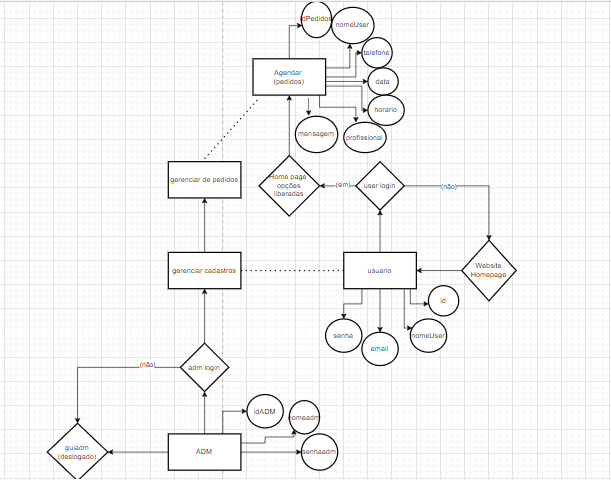 idPedidos
nomeUser
telefone
Agendar
(pedidos)
data
horario
mensagem
profissional
gerenciar de pedidos
Home page
opções
liberadas
(sim)
user login
(não)
gerenciar cadastros
usuario
Website
Homepage
id
senha
email
nomeUser
(não)
adm login
idADM
nomeadm
guiadm
(deslogado)
ADM
senhaadm